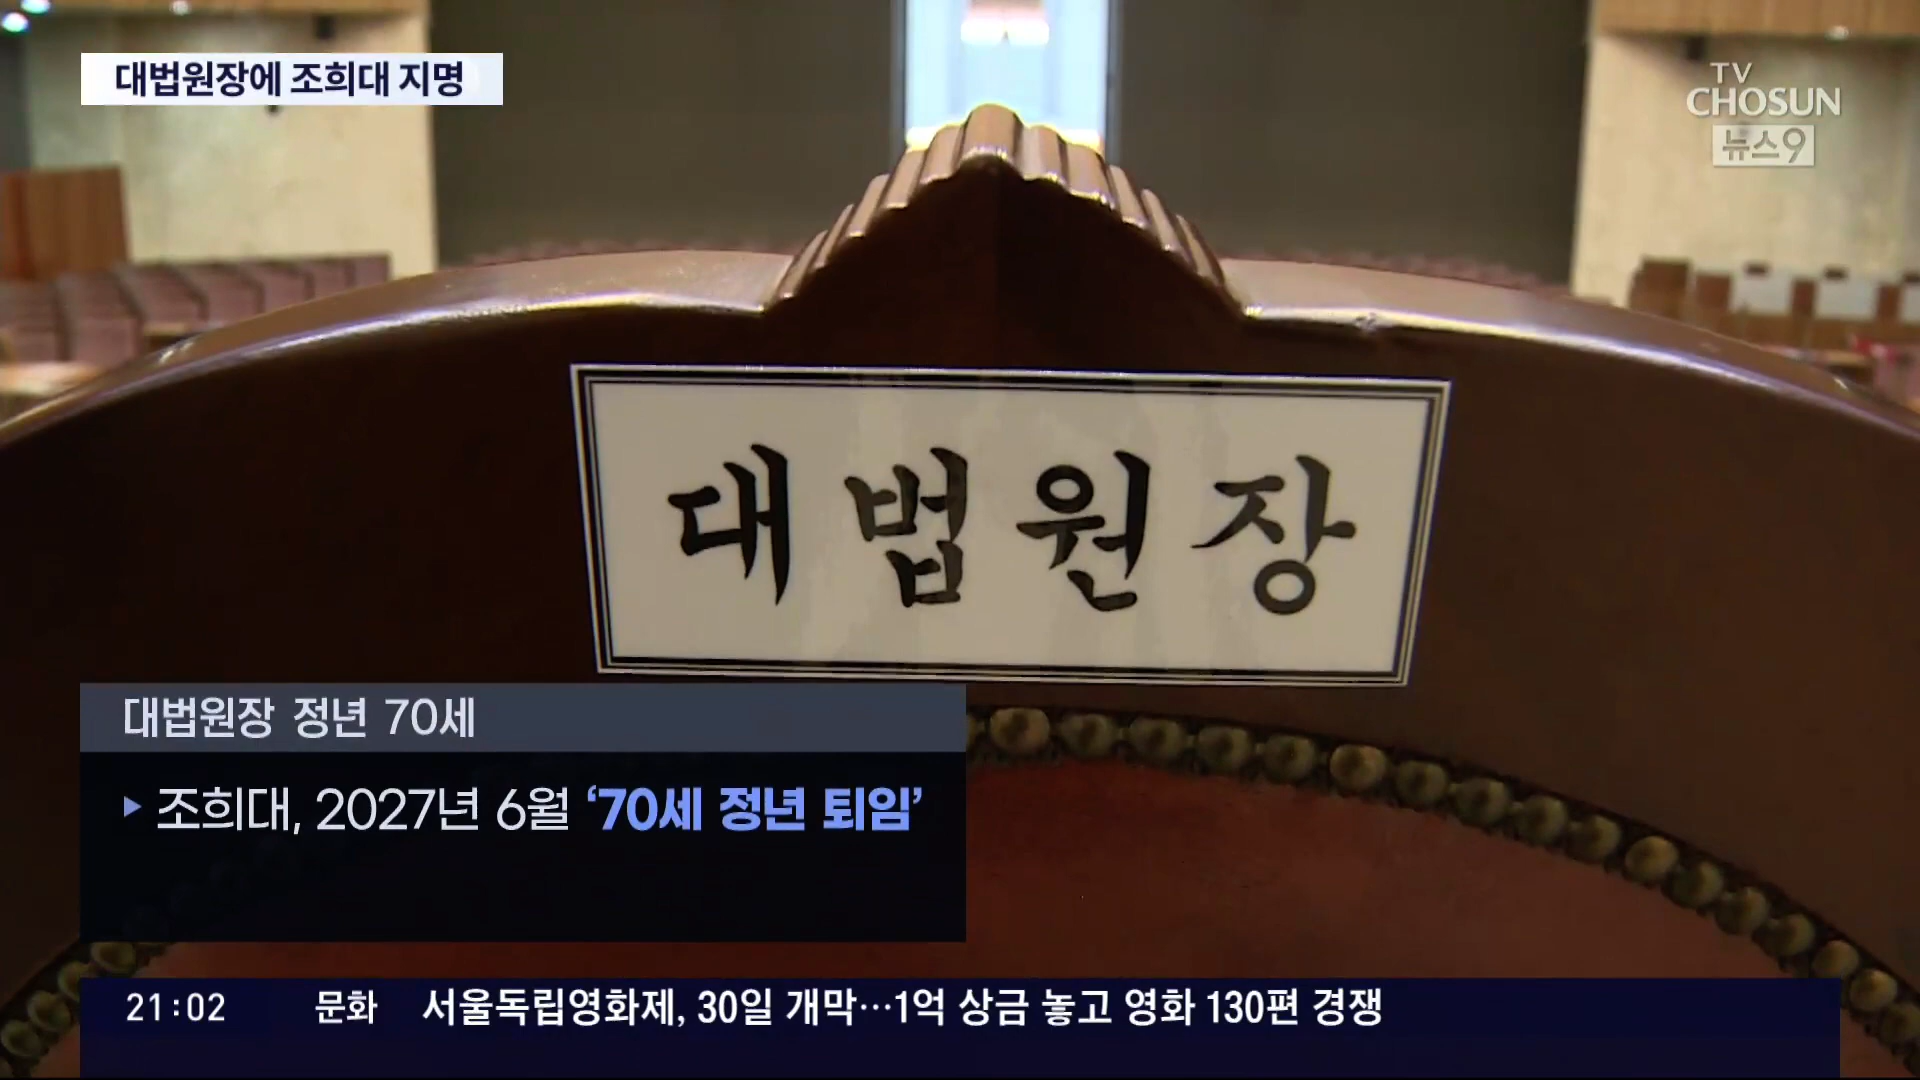 대법원장에 조희대 지명
TV
CHOSUN
뉴스9
대법원장
대법원장 정년 70세
▶ 조희대, 2027년 6월 ‘70세 정년 퇴임’
21:02 문화 서울독립영화제, 30일 개막…1억 상금 놓고 영화 130편 경쟁